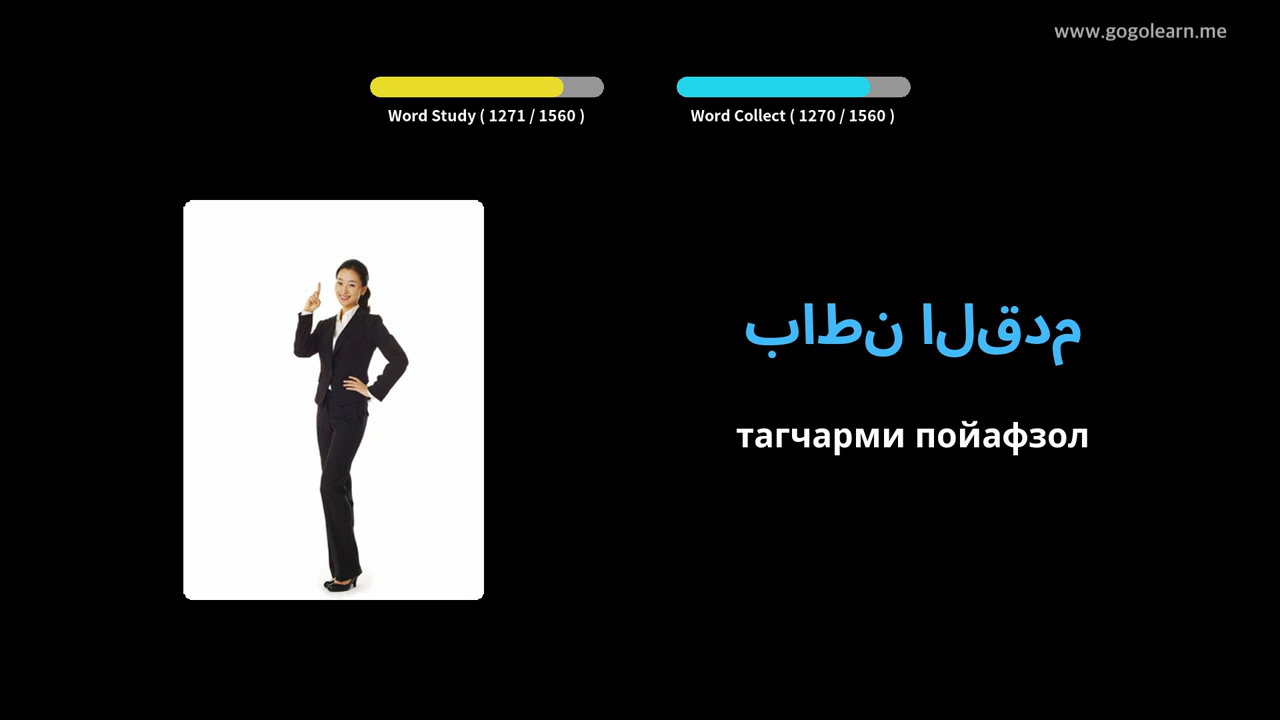 www.gogolearn.me
Word Study ( 1271 / 1560 )
Word Collect ( 1270 / 1560 )
باطن القدم
тагчарми пойафзол